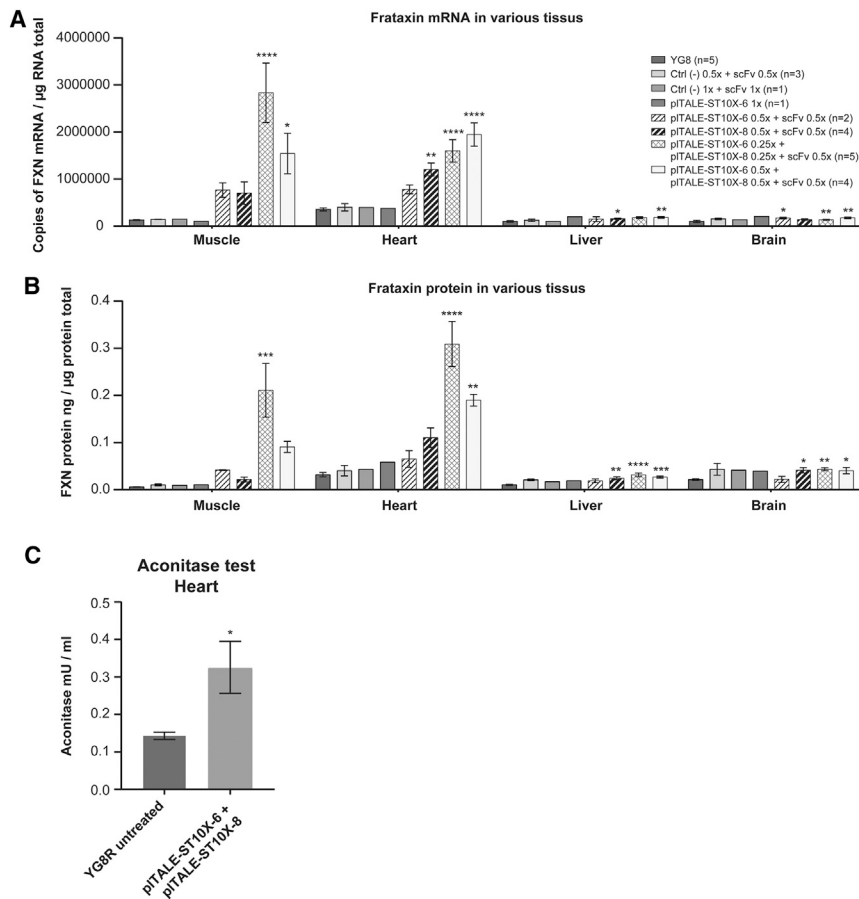 A
Frataxin mRNA in various tissus
Copies of FXN mRNA / µg RNA total
4000000
3000000
2000000
1000000
0
****
*
**
****
****
*
**
*
**
**
Muscle
Heart
Liver
Brain
YG8 (n=5)
Ctrl (-) 0.5x + scFv 0.5x (n=3)
Ctrl (-) 1x + scFv 1x (n=1)
pITALE-ST10X-6 1x (n=1)
pITALE-ST10X-6 0.5x + scFv 0.5x (n=2)
pITALE-ST10X-8 0.5x + scFv 0.5x (n=4)
pITALE-ST10X-6 0.25x +
pITALE-ST10X-8 0.25x + scFv 0.5x (n=5)
pITALE-ST10X-6 0.5x +
pITALE-ST10X-8 0.5x + scFv 0.5x (n=4)
B
Frataxin protein in various tissus
FXN protein ng / µg protein total
0.4
0.3
0.2
0.1
0.0
***
****
**
**
****
***
*
**
*
Muscle
Heart
Liver
Brain
C
Aconitase test
Heart
Aconitase mU / ml
0.5
0.4
0.3
0.2
0.1
0.0
*
YG8R untreated
pITALE-ST10X-6 +
pITALE-ST10X-8